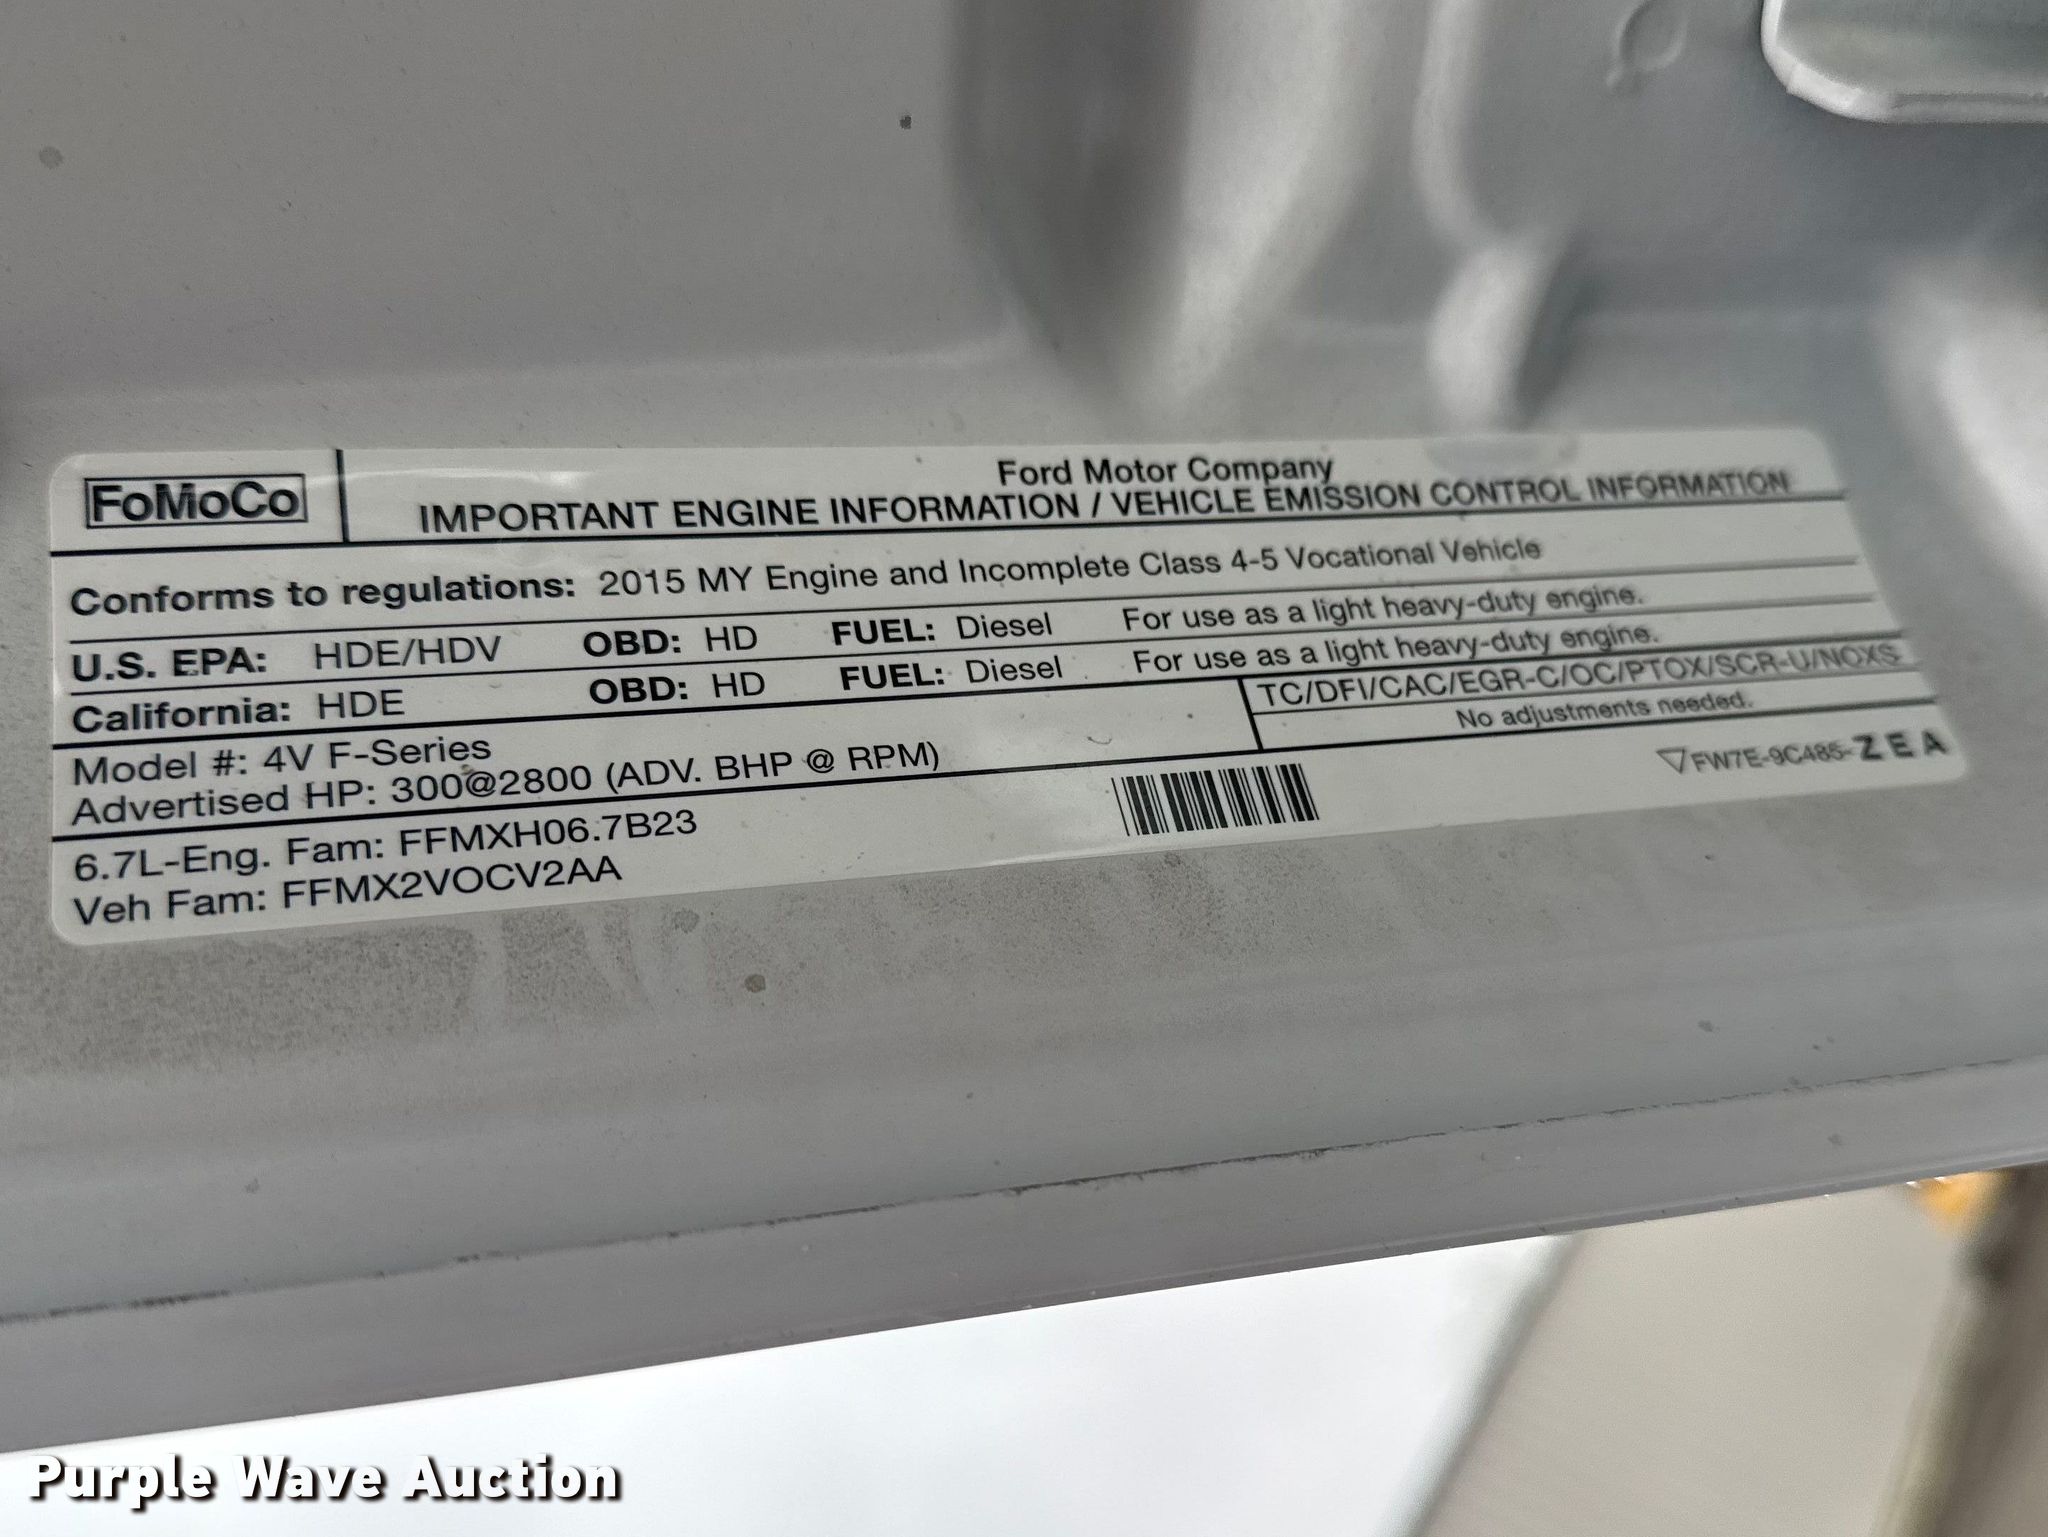 FoMoCo
Ford Motor Company
IMPORTANT ENGINE INFORMATION / VEHICLE EMISSION CONTROL INFORMATION
Conforms to regulations: 2015 MY Engine and Incomplete Class 4-5 Vocational Vehicle
U.S. EPA: HDE/HDV OBD: HD FUEL: Diesel For use as a light heavy-duty engine.
California: HDE OBD: HD FUEL: Diesel For use as a light heavy-duty engine.
TC/DFI/CAC/EGR-C/OC/PTOX/SCR-U/NOXS
No adjustments needed.
Model #: 4V F-Series
Advertised HP: 300@2800 (ADV. BHP @ RPM)
6.7L-Eng. Fam: FFMXH06.7B23
Veh Fam: FFMX2VOCV2AA
FW7E-9C485-ZEA
Purple Wave Auction